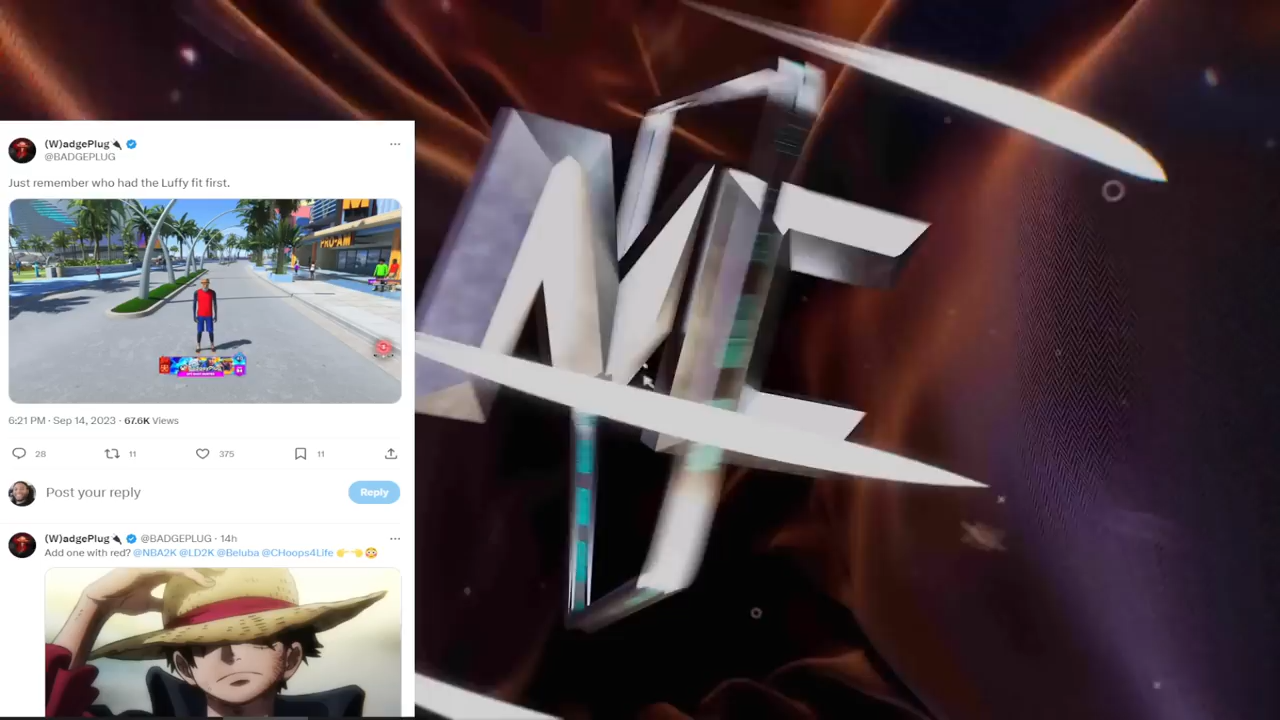 (W)adgePlug
@BADGEPLUG
Just remember who had the Luffy fit first.
PRO-AM
6:21 PM · Sep 14, 2023 · 67.6K Views
28 11 375 11
Post your reply
Reply
(W)adgePlug @BADGEPLUG · 14h
Add one with red? @NBA2K @LD2K @Beluba @CHoops4Life